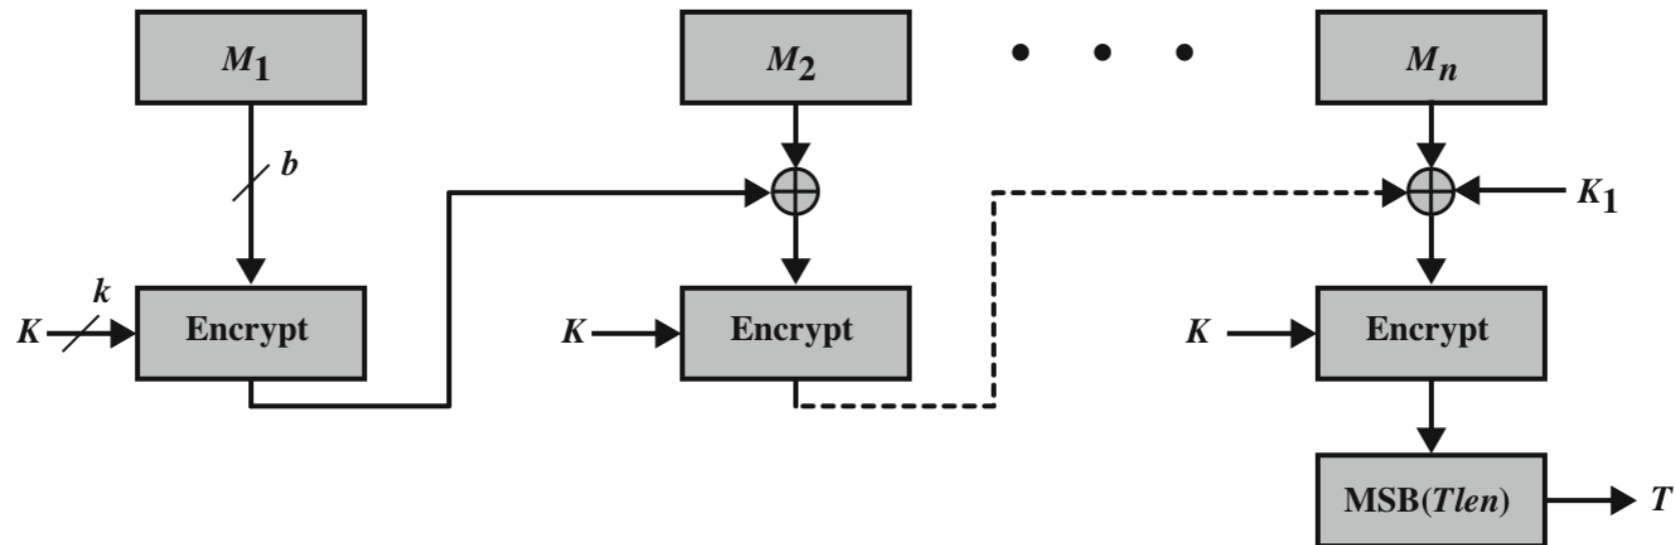 M1 M2 • • • Mn
b
K1
k
K Encrypt K Encrypt K Encrypt
MSB(Tlen) T